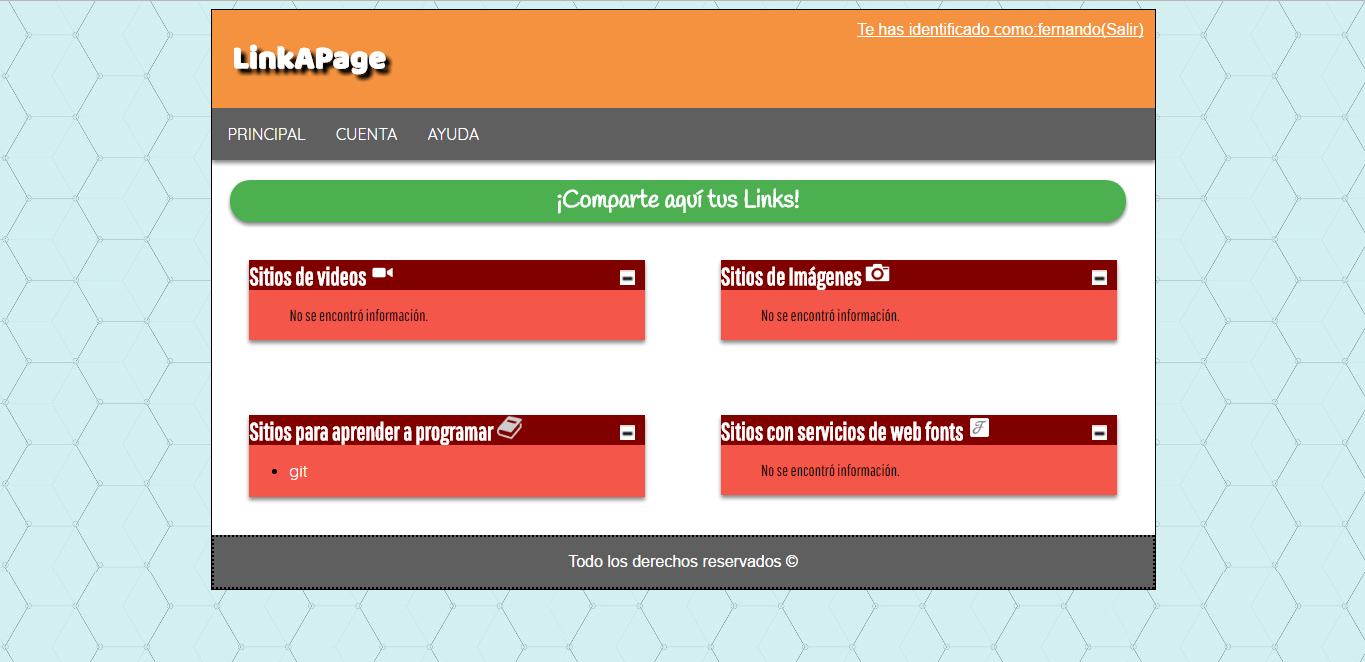 Te has identificado como:fernando(Salir)
LinkAPage
PRINCIPAL CUENTA AYUDA
¡Comparte aquí tus Links!
Sitios de videos
No se encontró información.
Sitios de Imágenes
No se encontró información.
Sitios para aprender a programar
git
Sitios con servicios de web fonts
No se encontró información.
Todo los derechos reservados ©